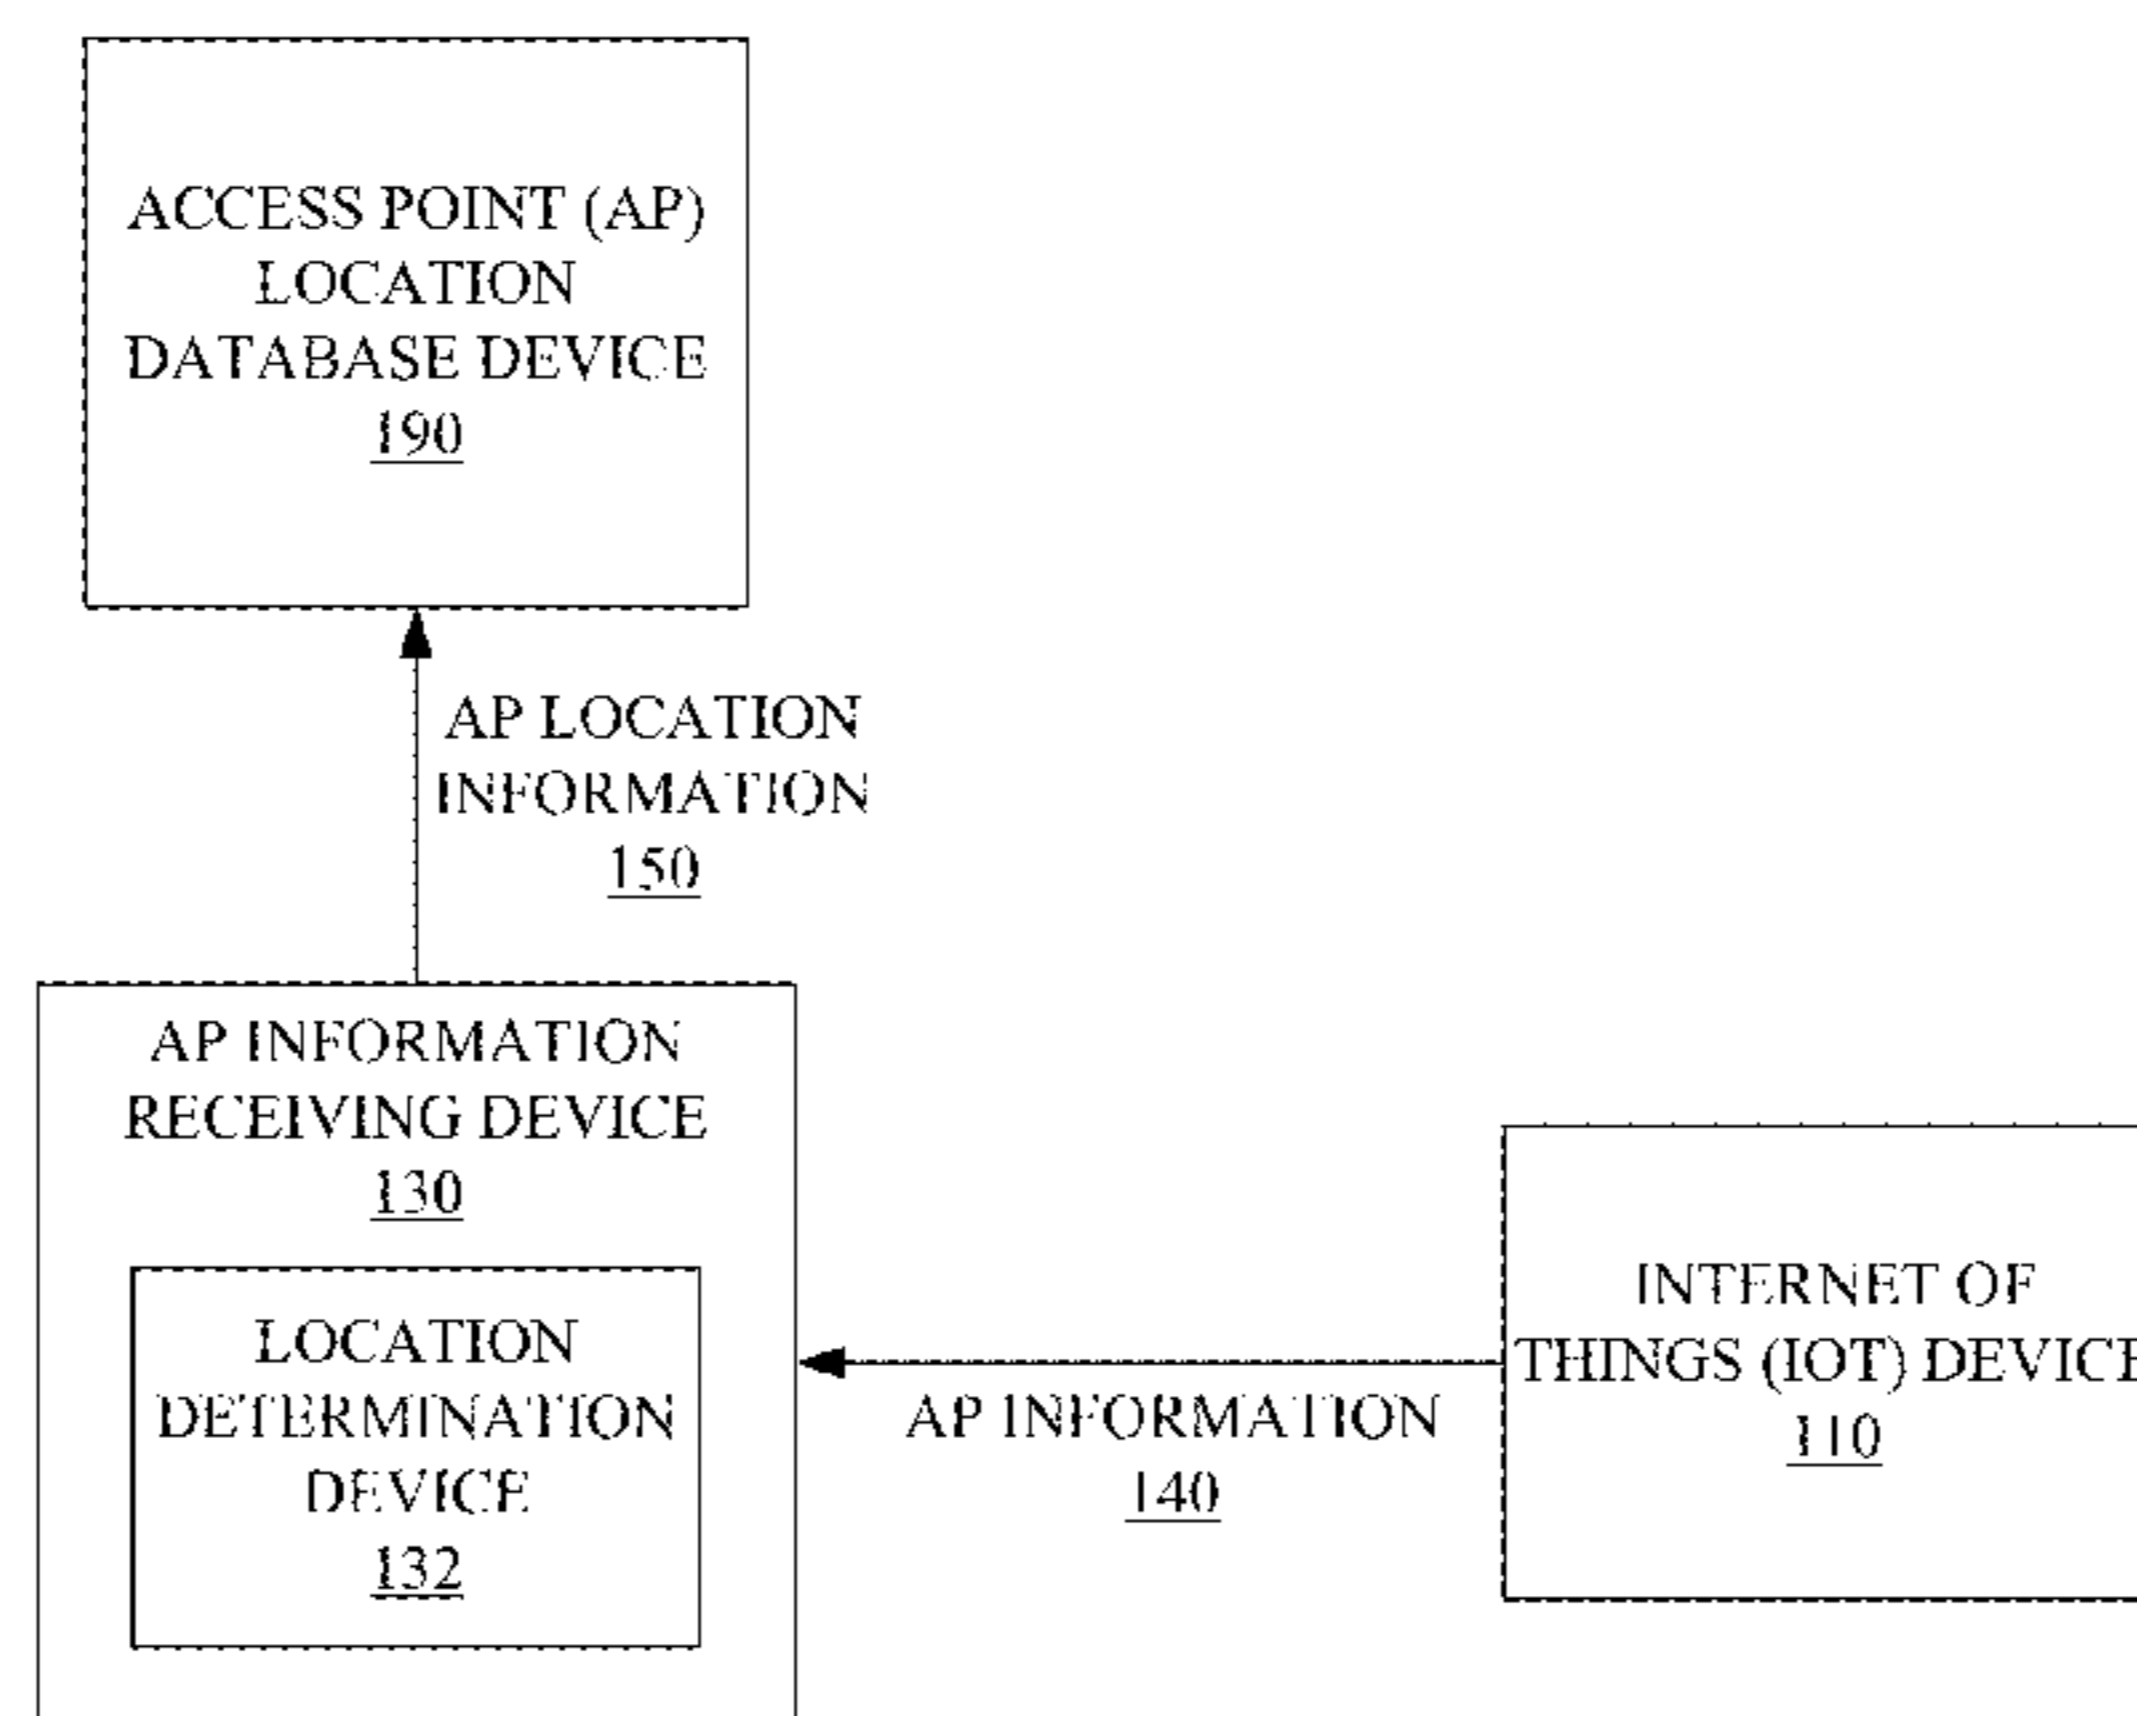 ACCESS POINT (AP)
LOCATION
DATABASE DEVICE
190
AP LOCATION
INFORMATION
150
AP INFORMATION
RECEIVING DEVICE
130
LOCATION
DETERMINATION
DEVICE
132
AP INFORMATION
140
INTERNET OF
THINGS (IOT) DEVICE
110